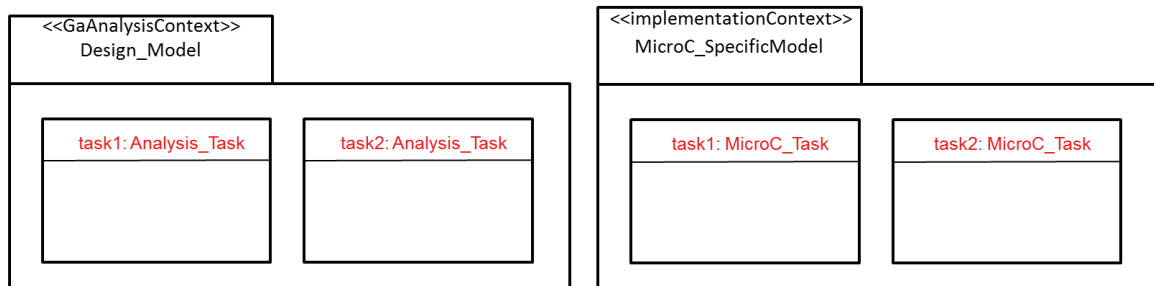 <<GaAnalysisContext>>
Design_Model
task1: Analysis_Task
task2: Analysis_Task
<<implementationContext>>
MicroC_SpecificModel
task1: MicroC_Task
task2: MicroC_Task